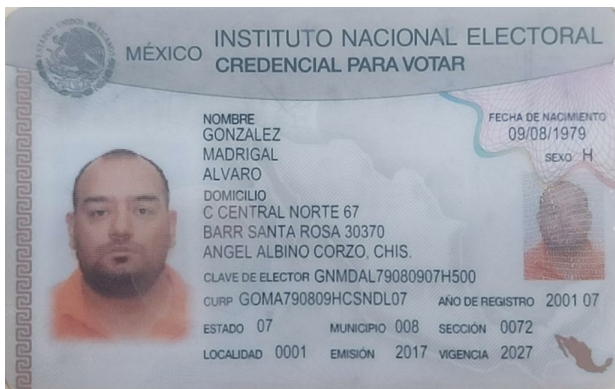 MÉXICO INSTITUTO NACIONAL ELECTORAL
CREDENCIAL PARA VOTAR
NOMBRE
GONZALEZ
MADRIGAL
ALVARO
FECHA DE NACIMIENTO
09/08/1979
SEXO H
DOMICILIO
C CENTRAL NORTE 67
BARR SANTA ROSA 30370
ANGEL ALBINO CORZO, CHIS.
CLAVE DE ELECTOR GNMDAL79080907H500
CURP GOMA790809HCSNDL07 AÑO DE REGISTRO 2001 07
ESTADO 07 MUNICIPIO 008 SECCIÓN 0072
LOCALIDAD 0001 EMISIÓN 2017 VIGENCIA 2027